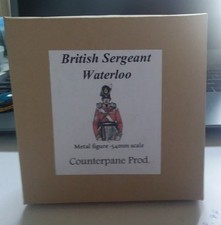 British Sergeant
Waterloo
Metal figure -54mm scale
Counterpane Prod.